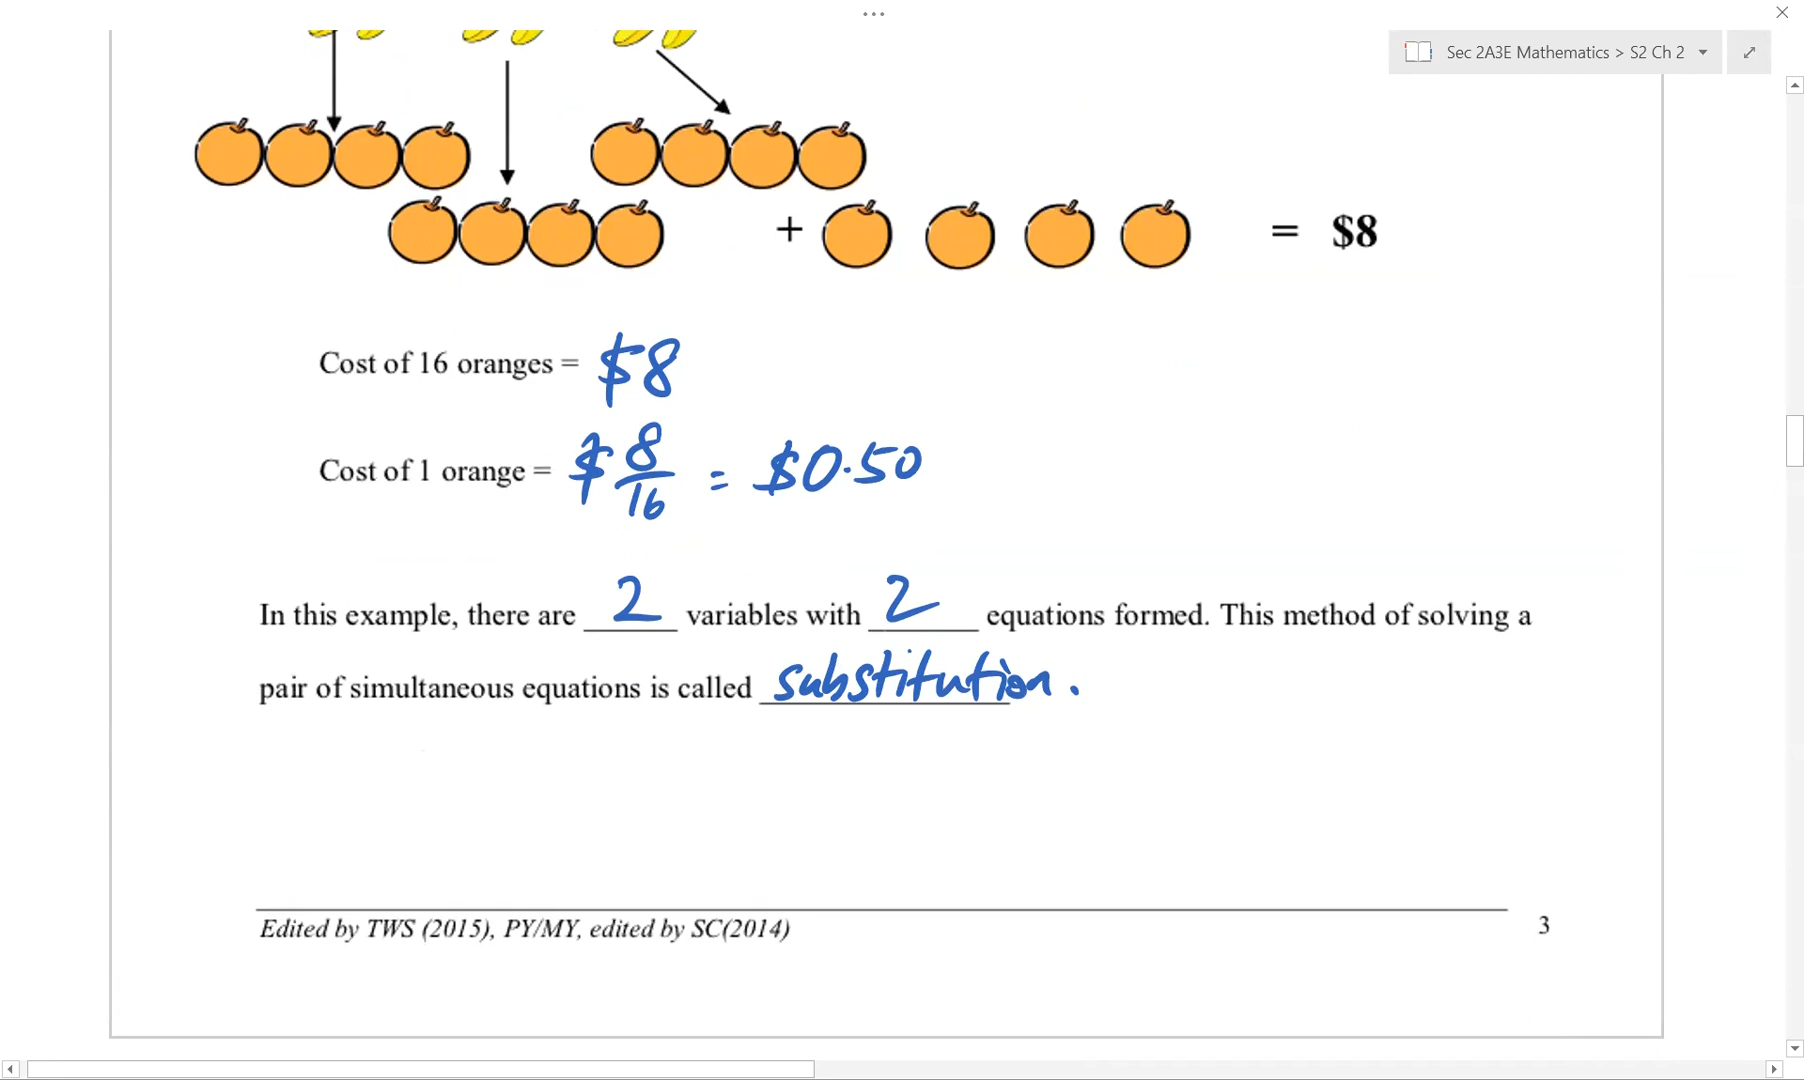 Sec 2A3E Mathematics > S2 Ch 2
+ = $8
Cost of 16 oranges = $8
Cost of 1 orange = $8/16 = $0.50
In this example, there are 2 variables with 2 equations formed. This method of solving a
pair of simultaneous equations is called substitution.
Edited by TWS (2015), PY/MY, edited by SC(2014) 3